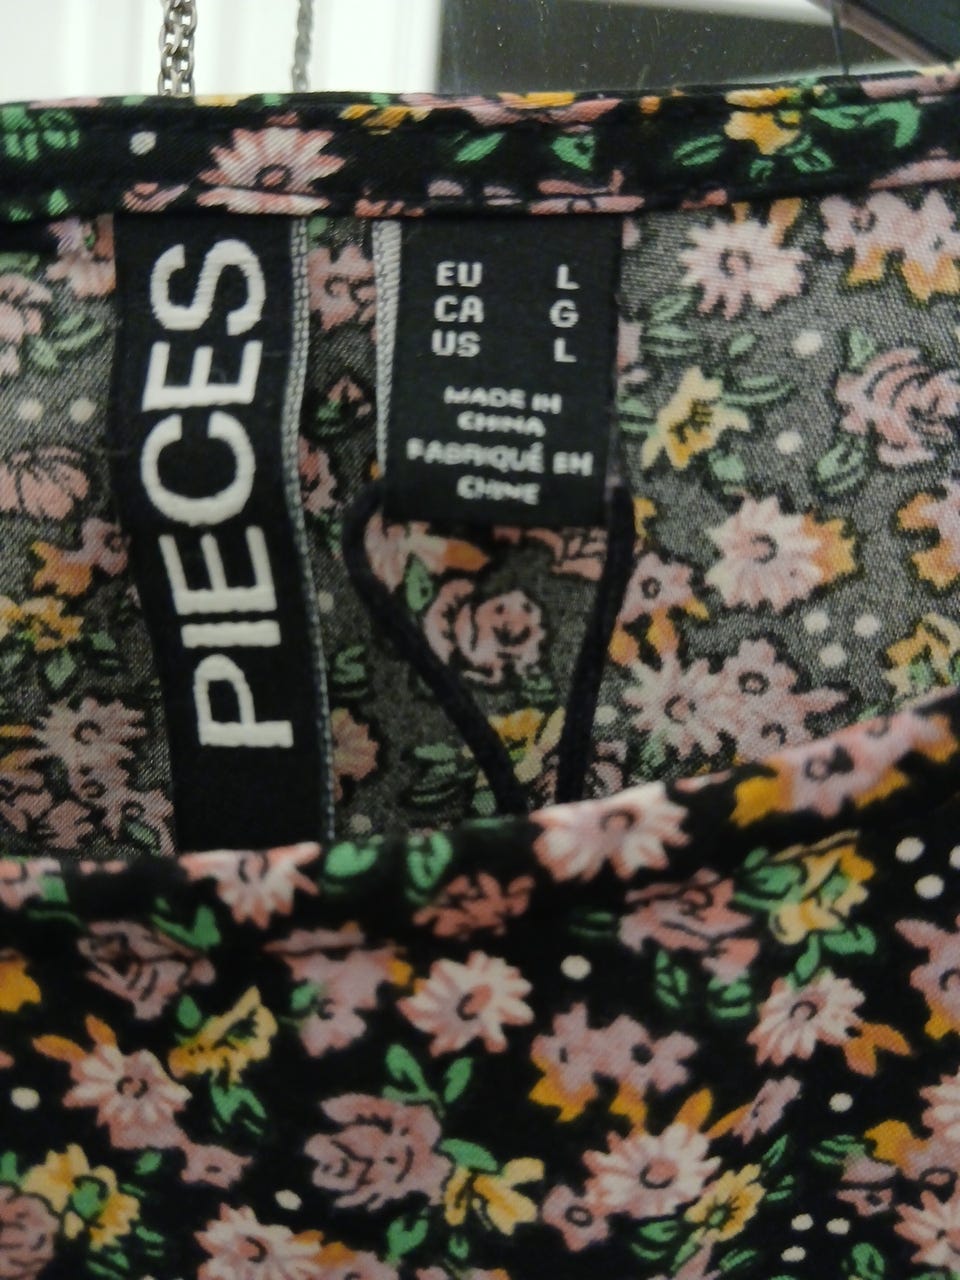 PIECES
EU L
CA G
US L
MADE IN
CHINA
FABRIQUÉ EN
CHINE